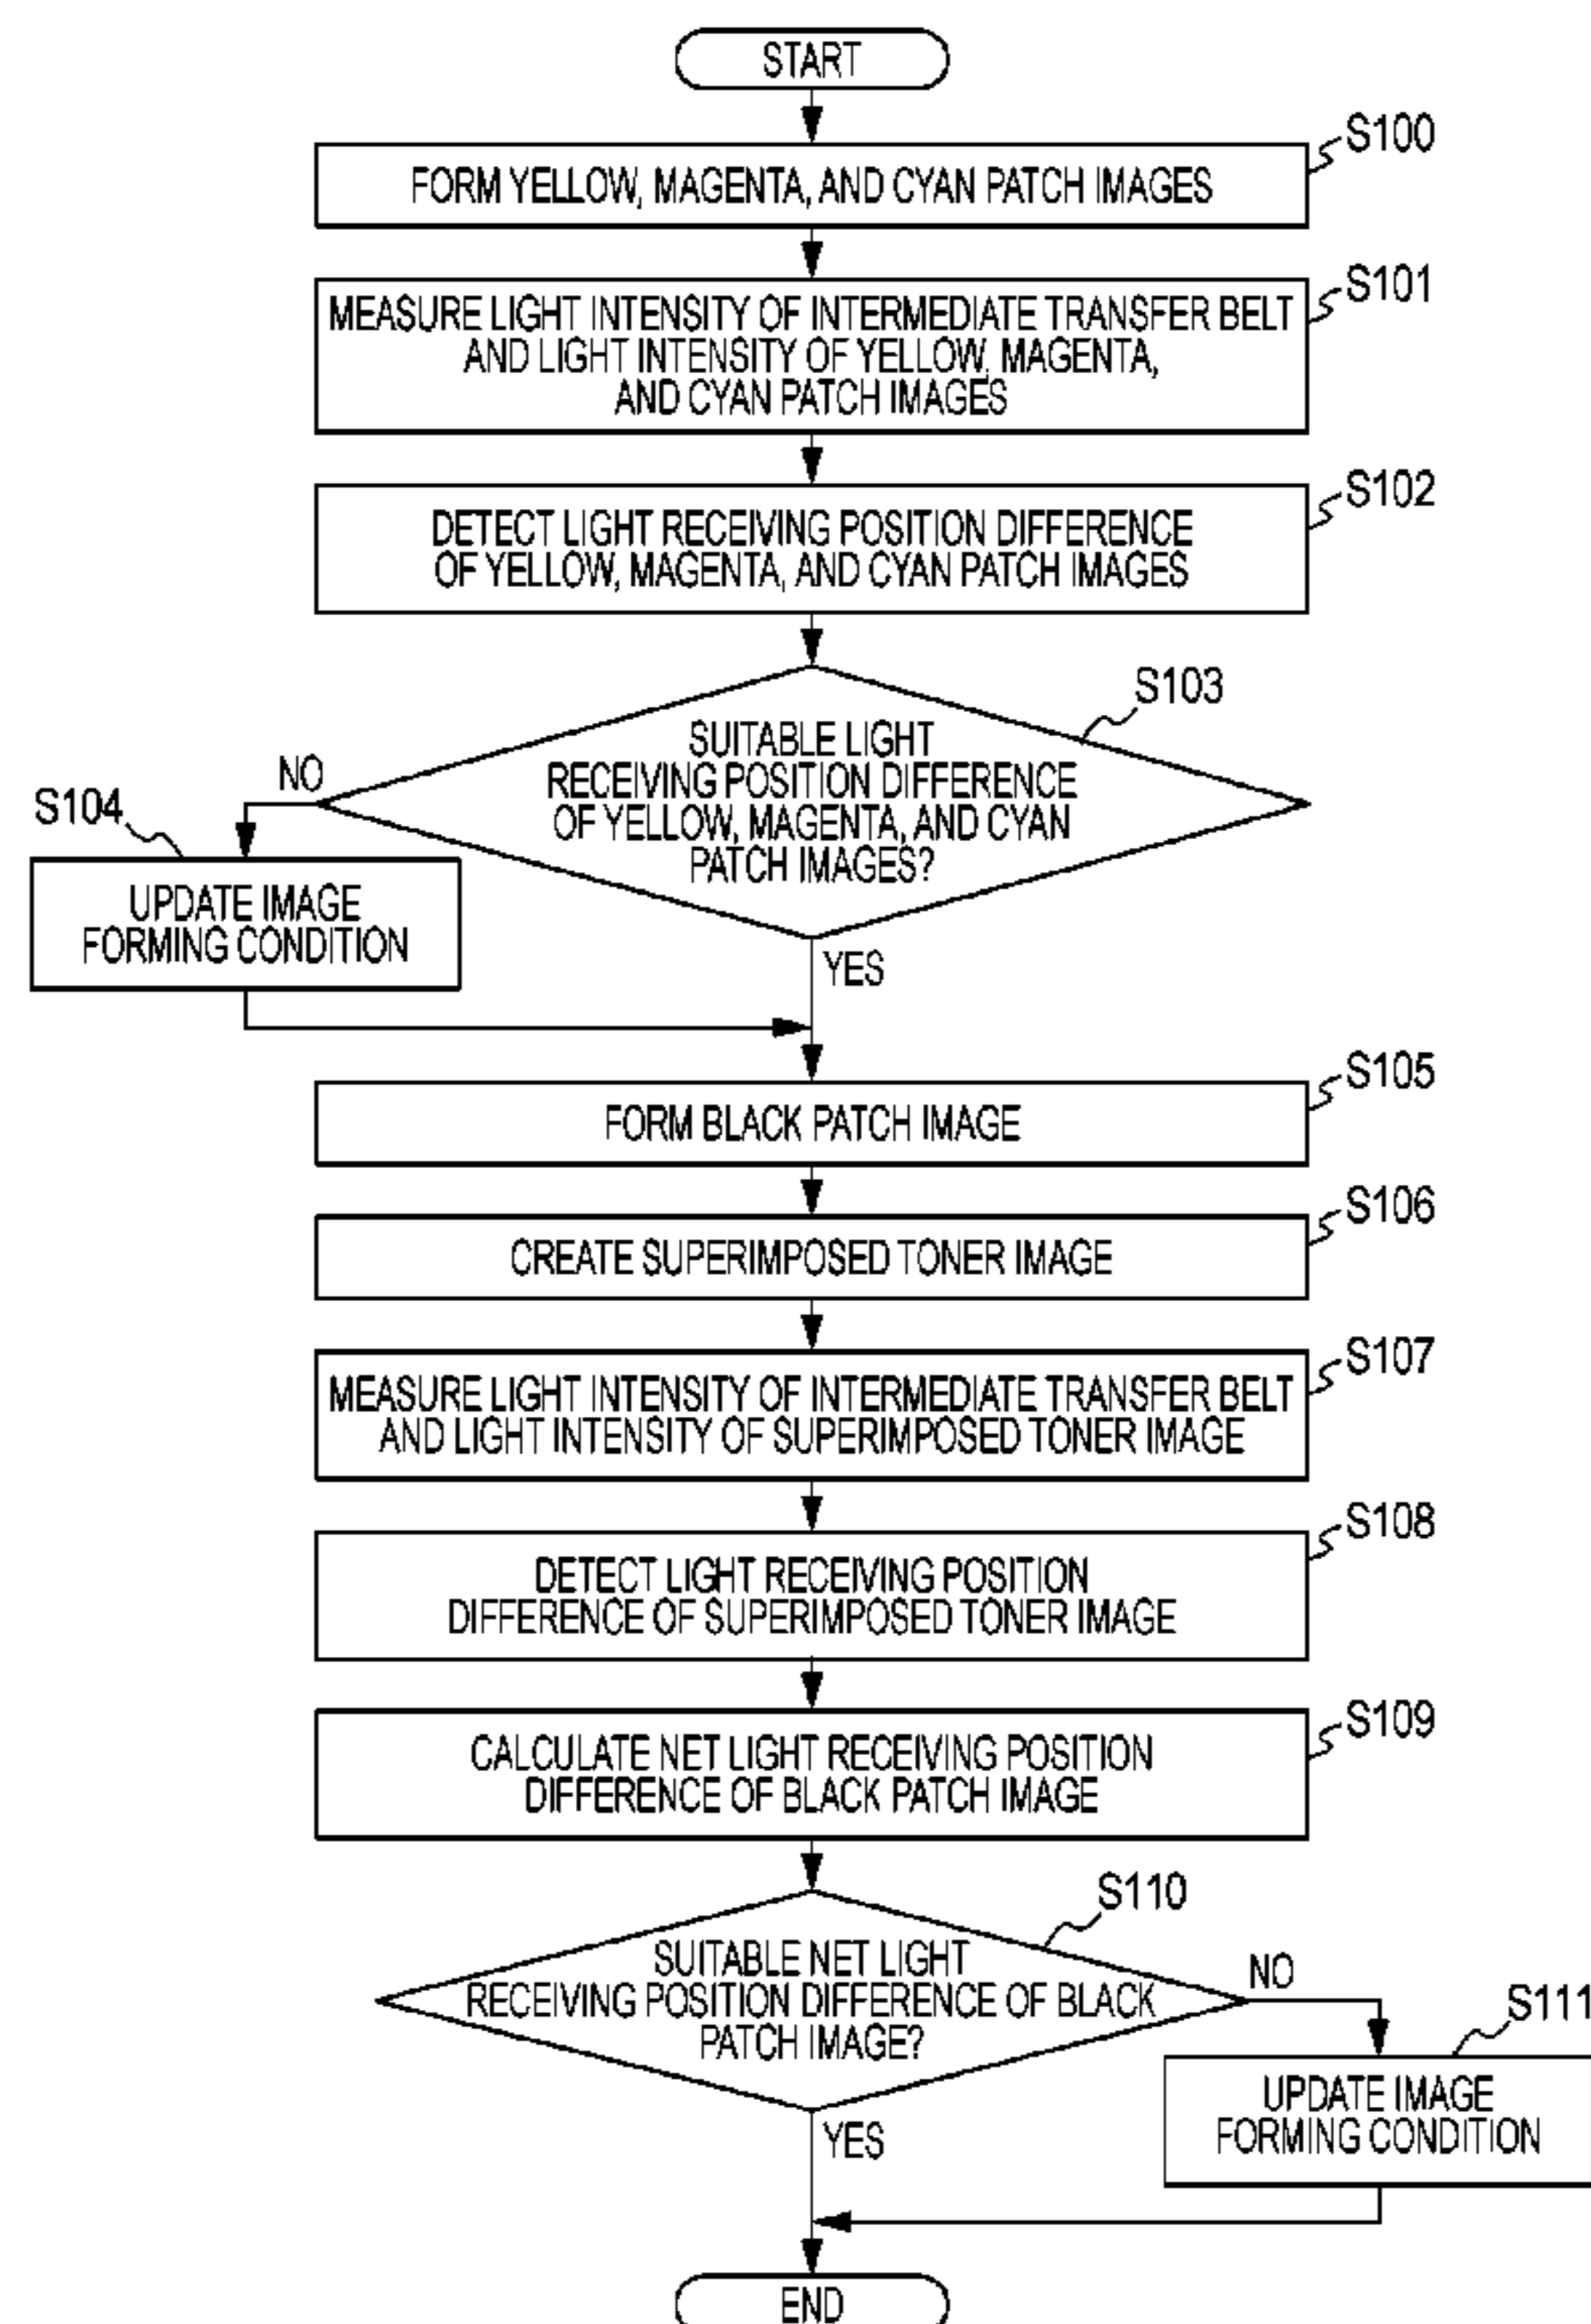 START
S100
FORM YELLOW, MAGENTA, AND CYAN PATCH IMAGES
S101
MEASURE LIGHT INTENSITY OF INTERMEDIATE TRANSFER BELT
AND LIGHT INTENSITY OF YELLOW, MAGENTA,
AND CYAN PATCH IMAGES
S102
DETECT LIGHT RECEIVING POSITION DIFFERENCE
OF YELLOW, MAGENTA, AND CYAN PATCH IMAGES
S103
SUITABLE LIGHT
RECEIVING POSITION DIFFERENCE
OF YELLOW, MAGENTA, AND CYAN
PATCH IMAGES?
NO
S104
UPDATE IMAGE
FORMING CONDITION
YES
S105
FORM BLACK PATCH IMAGE
S106
CREATE SUPERIMPOSED TONER IMAGE
S107
MEASURE LIGHT INTENSITY OF INTERMEDIATE TRANSFER BELT
AND LIGHT INTENSITY OF SUPERIMPOSED TONER IMAGE
S108
DETECT LIGHT RECEIVING POSITION
DIFFERENCE OF SUPERIMPOSED TONER IMAGE
S109
CALCULATE NET LIGHT RECEIVING POSITION
DIFFERENCE OF BLACK PATCH IMAGE
S110
SUITABLE NET LIGHT
RECEIVING POSITION DIFFERENCE OF BLACK
PATCH IMAGE?
NO
S111
UPDATE IMAGE
FORMING CONDITION
YES
END